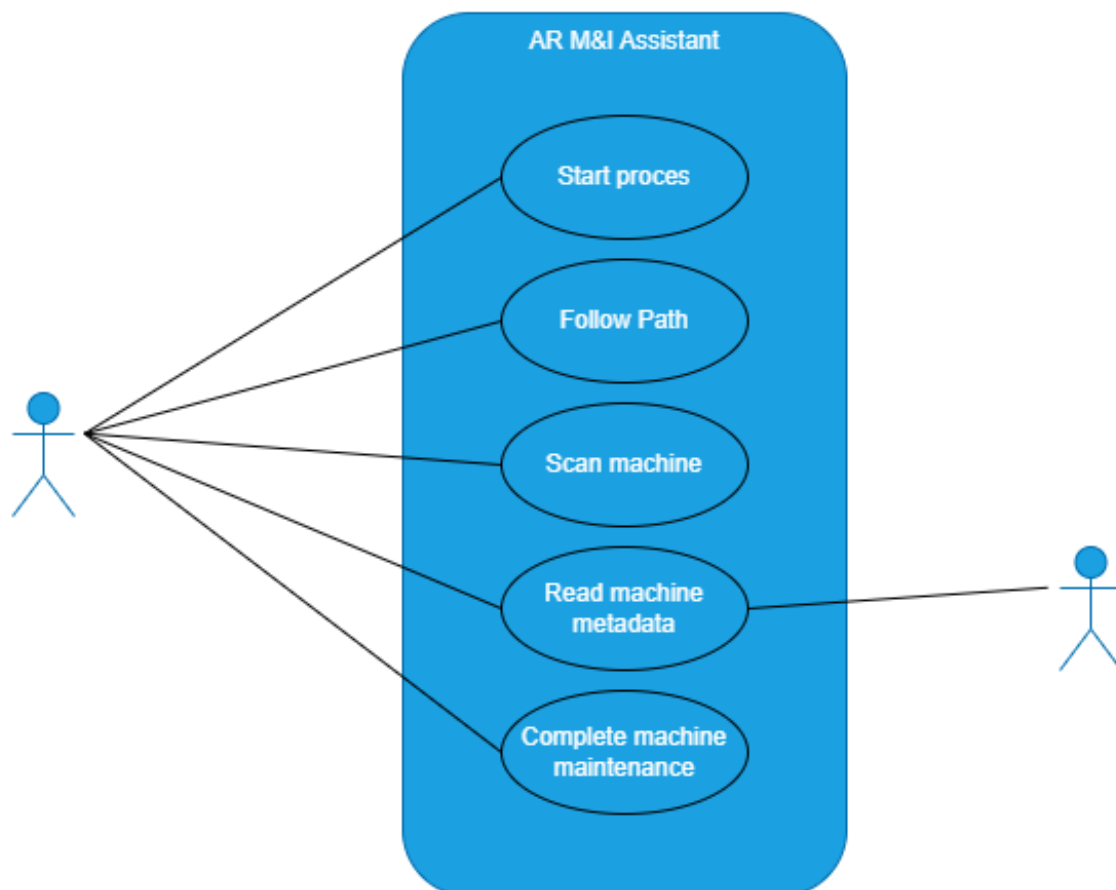 AR M&I Assistant
Start proces
Follow Path
Scan machine
Read machine
metadata
Complete machine
maintenance